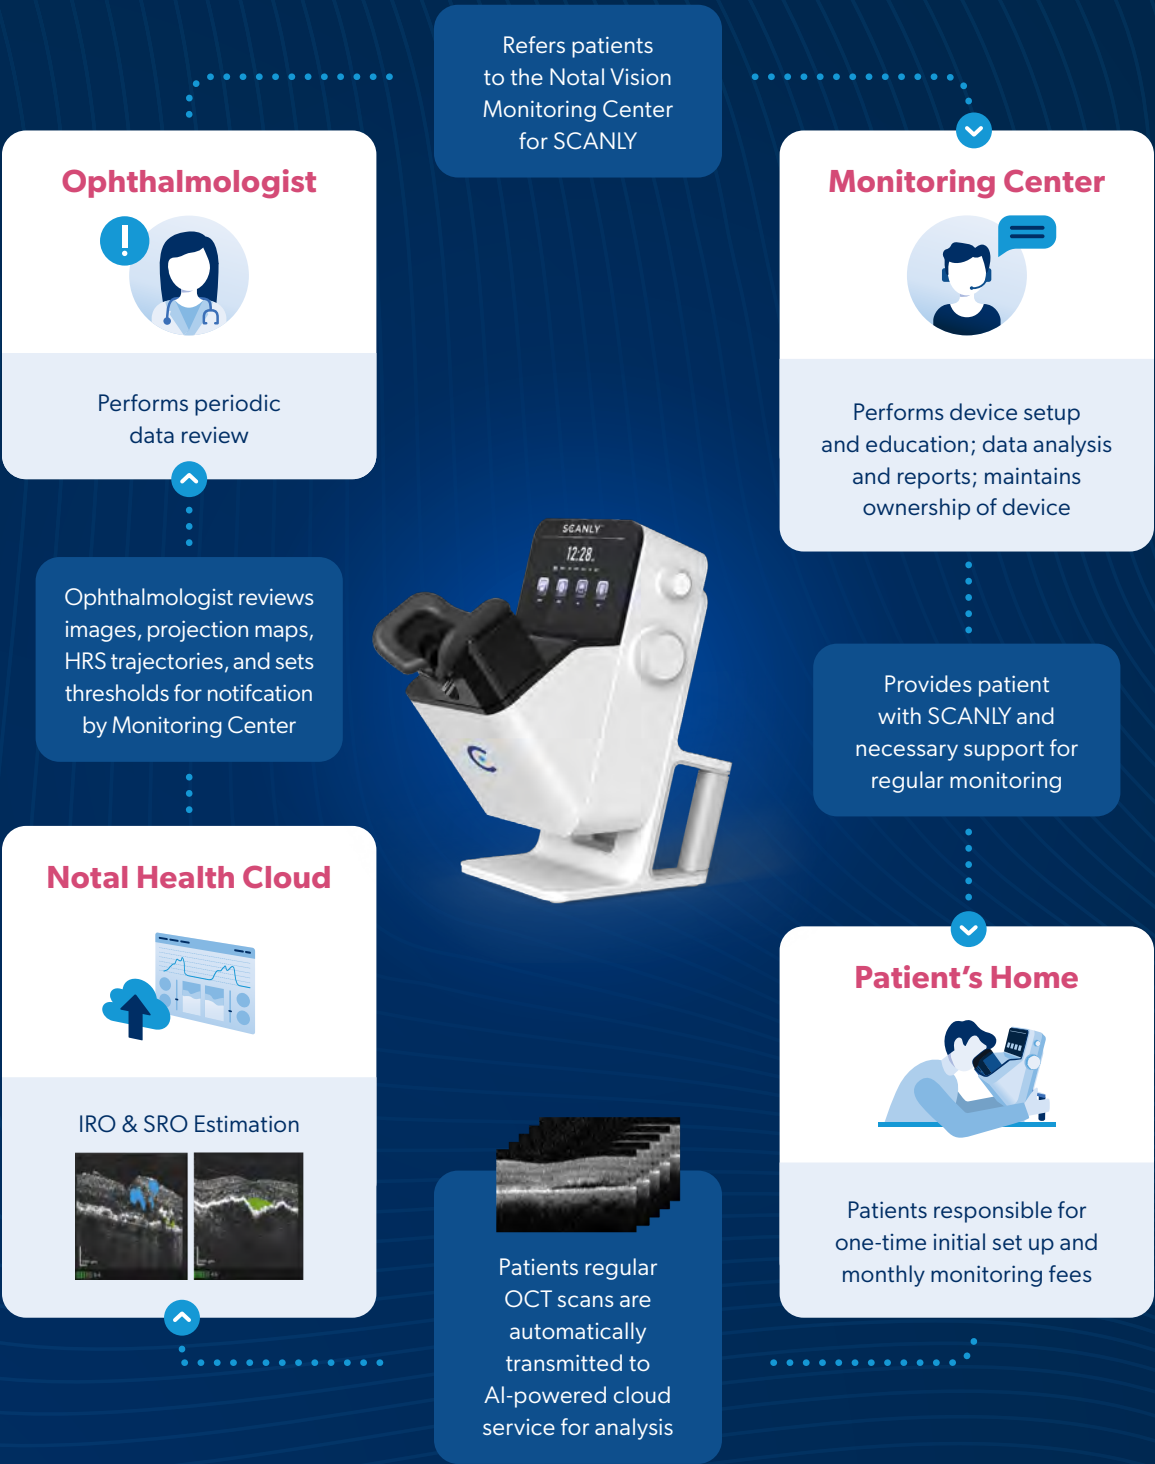 Refers patients
to the Notal Vision
Monitoring Center
for SCANLY
Ophthalmologist
Performs periodic
data review
Monitoring Center
Performs device setup
and education; data analysis
and reports; maintains
ownership of device
SCANLY
12:28
Ophthalmologist reviews
images, projection maps,
HRS trajectories, and sets
thresholds for notifcation
by Monitoring Center
Provides patient
with SCANLY and
necessary support for
regular monitoring
Notal Health Cloud
IRO & SRO Estimation
Patient's Home
Patients responsible for
one-time initial set up and
monthly monitoring fees
Patients regular
OCT scans are
automatically
transmitted to
AI-powered cloud
service for analysis